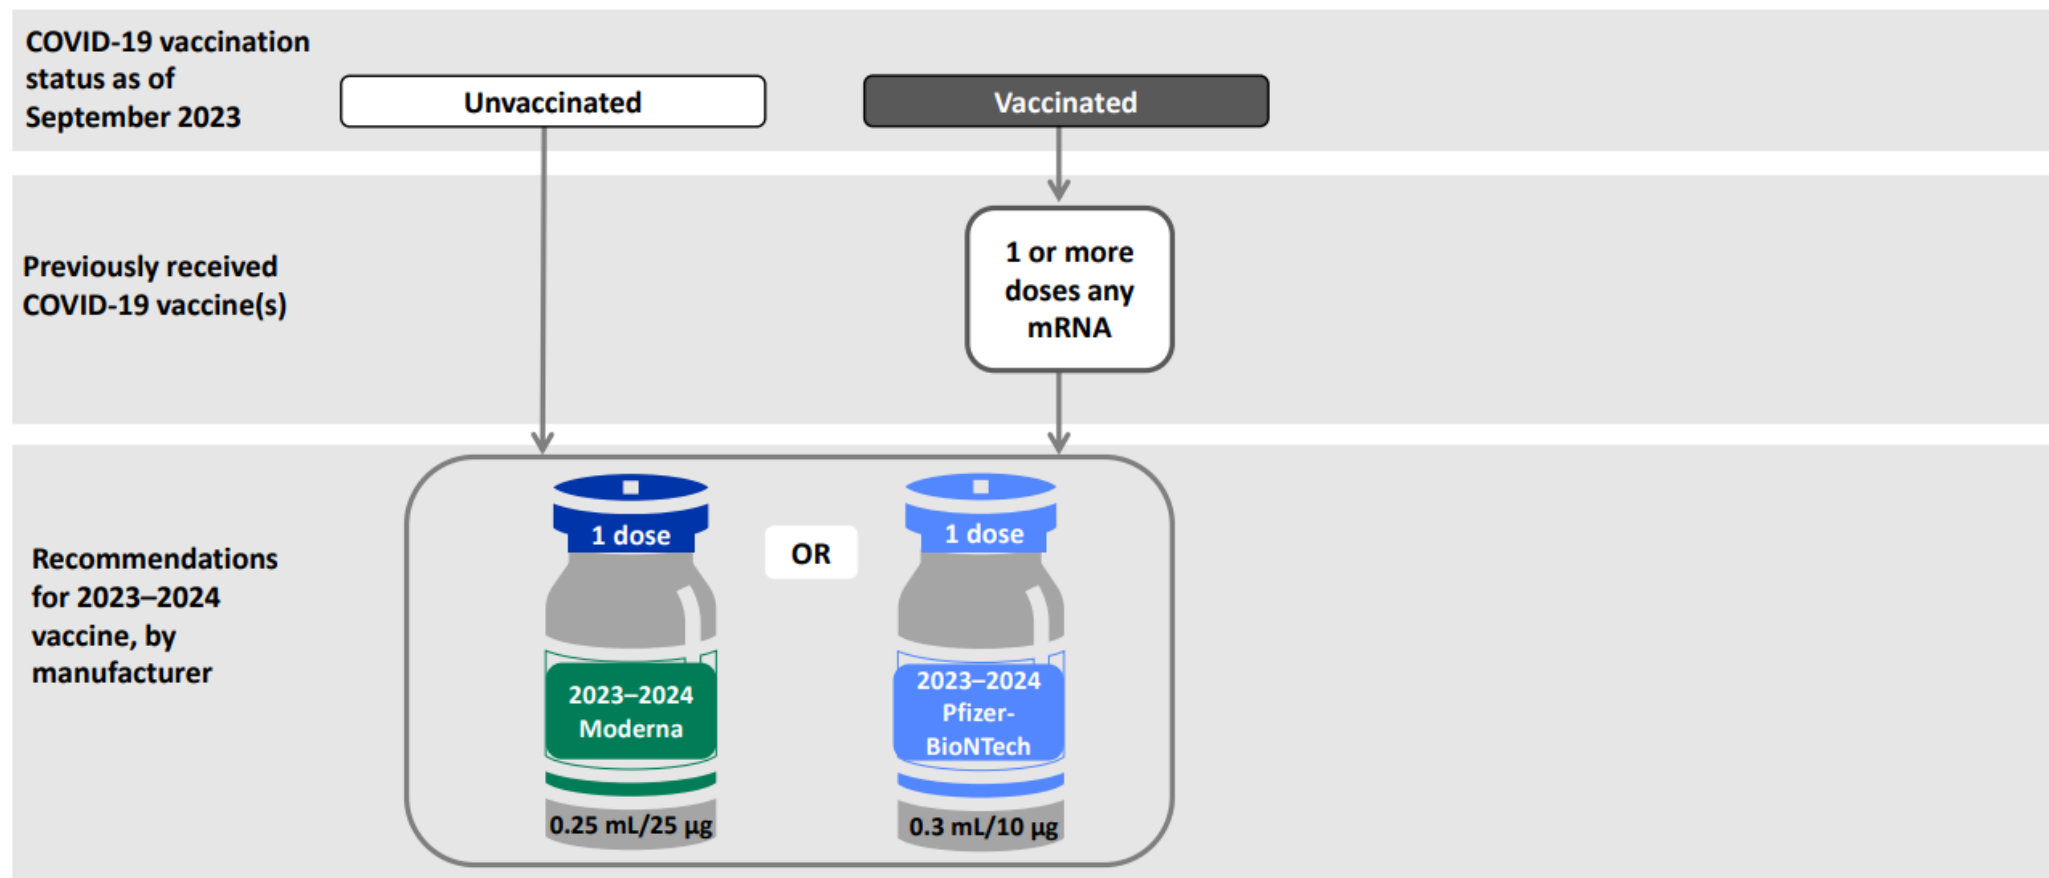 COVID-19 vaccination
status as of
September 2023
Unvaccinated
Vaccinated
Previously received
COVID-19 vaccine(s)
1 or more
doses any
mRNA
Recommendations
for 2023–2024
vaccine, by
manufacturer
1 dose
OR
1 dose
2023–2024
Moderna
2023–2024
Pfizer-
BioNTech
0.25 mL/25 µg
0.3 mL/10 µg